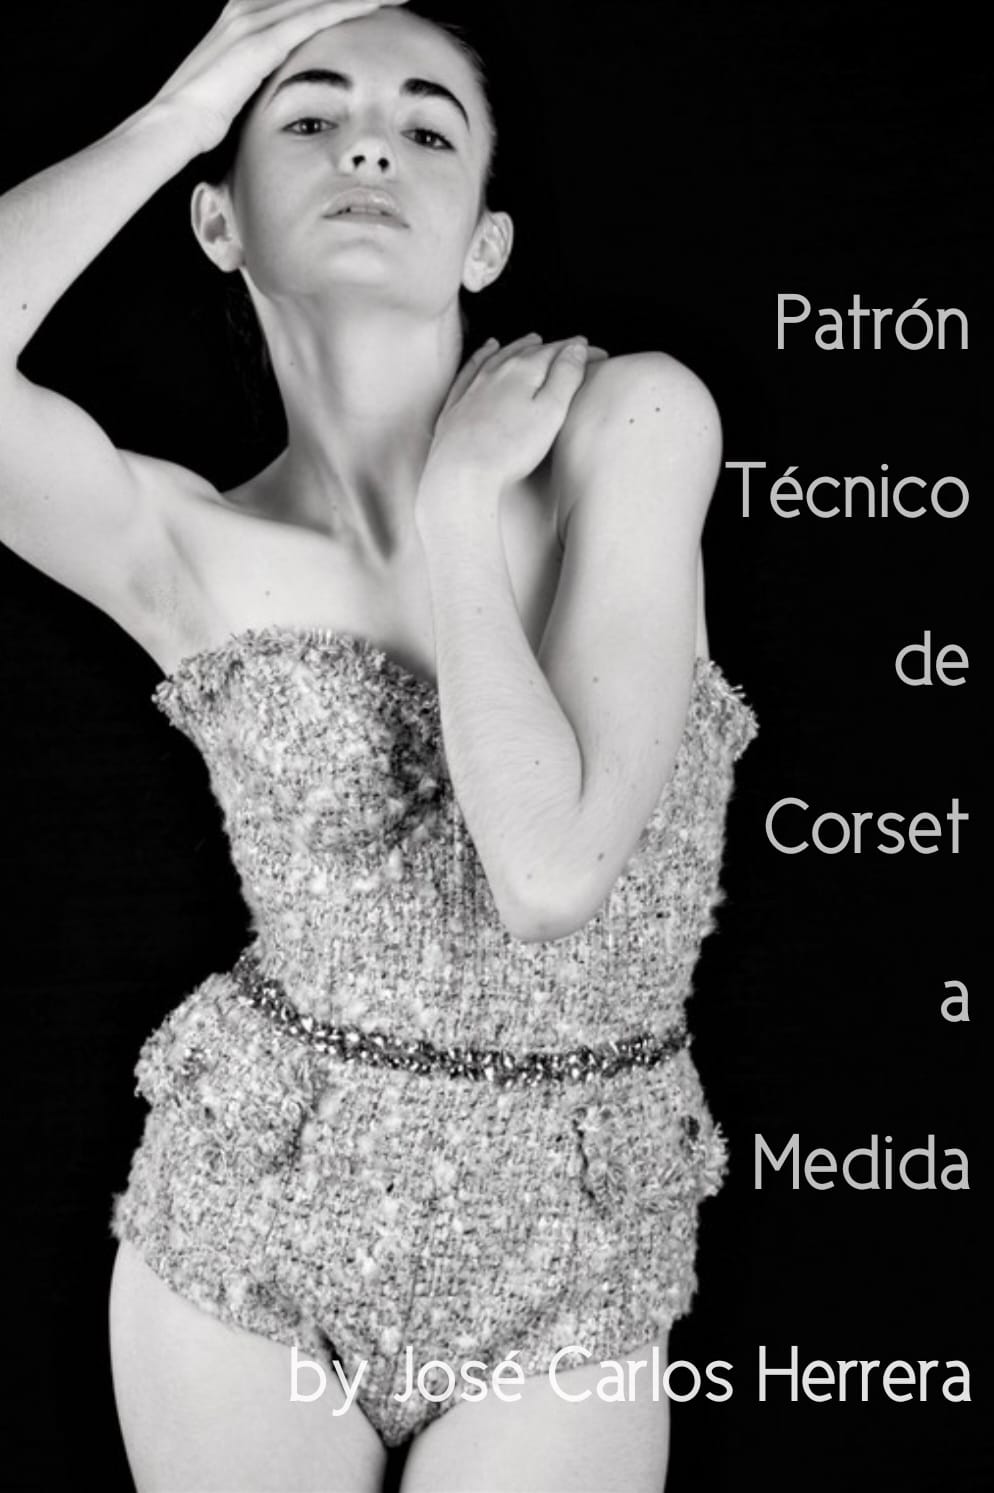 Patrón
Técnico
de
Corset
a
Medida
by José Carlos Herrera